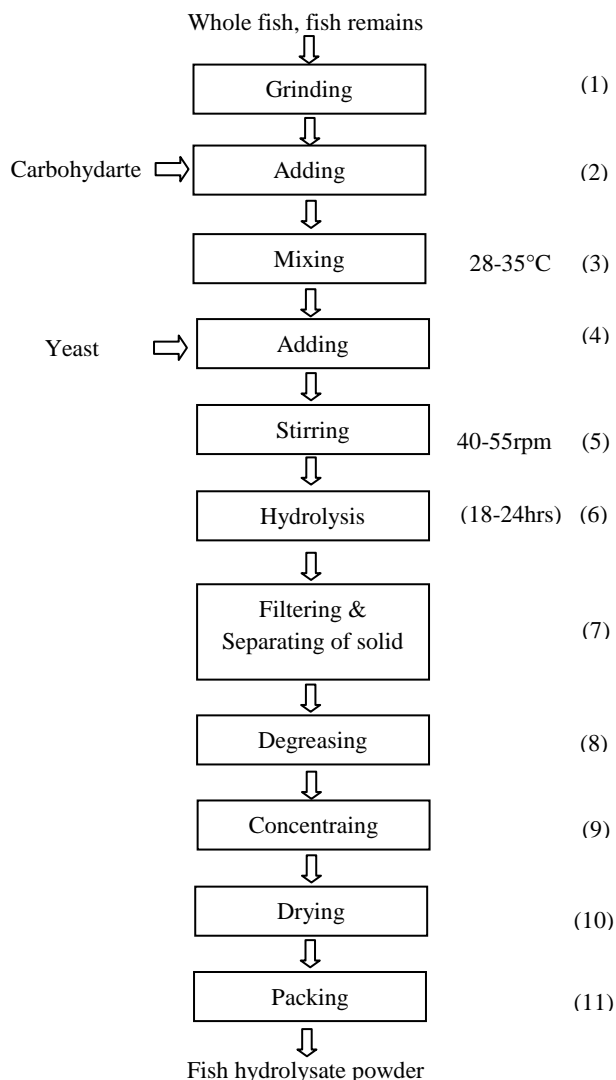 Whole fish, fish remains
Grinding (1)
Carbohydarte Adding (2)
Mixing 28-35°C (3)
Yeast Adding (4)
Stirring 40-55rpm (5)
Hydrolysis (18-24hrs) (6)
Filtering &
Separating of solid (7)
Degreasing (8)
Concentraing (9)
Drying (10)
Packing (11)
Fish hydrolysate powder